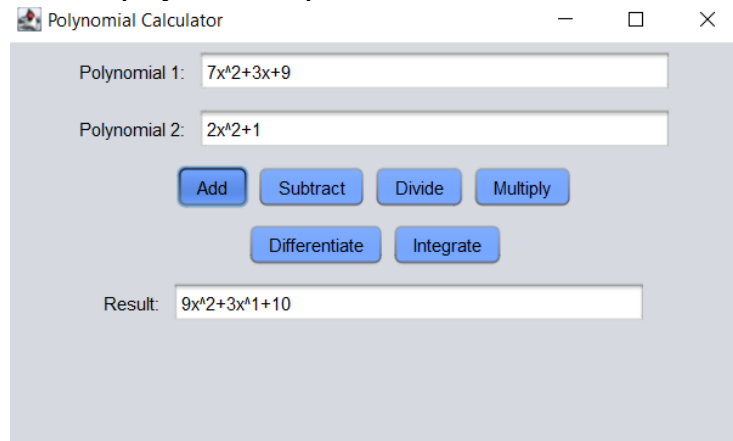 Polynomial Calculator
Polynomial 1: 7x^2+3x+9
Polynomial 2: 2x^2+1
Add Subtract Divide Multiply
Differentiate Integrate
Result: 9x^2+3x^1+10